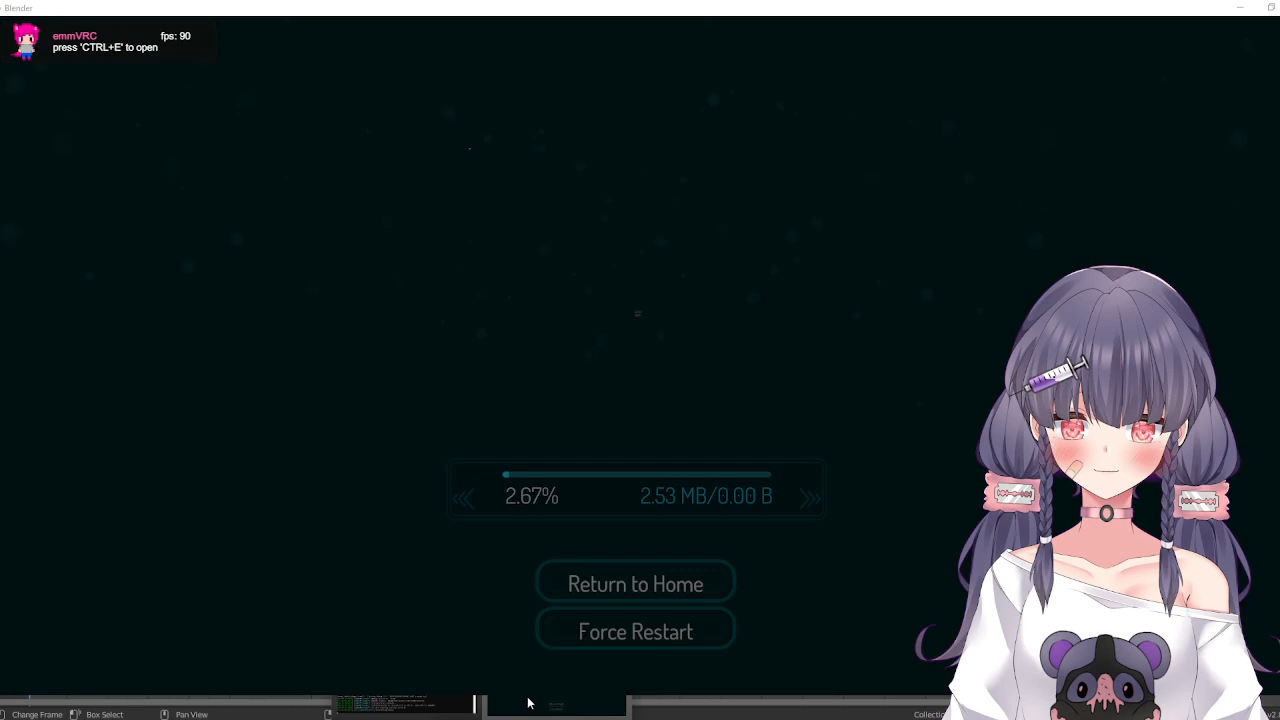 Blender
emmVRC fps: 90
press 'CTRL+E' to open
2.67% 2.53 MB/0.00 B
Return to Home
Force Restart
Change Frame Box Select Pan View